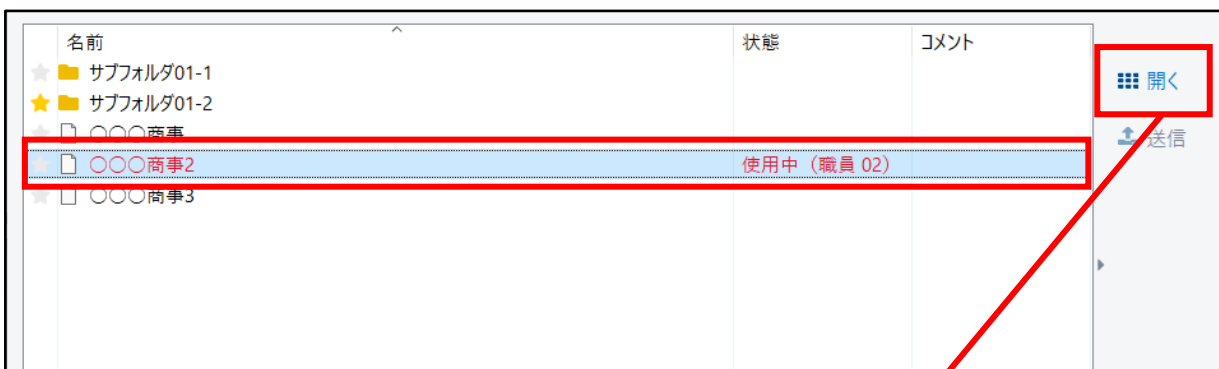 名前 状態 コメント
サブフォルダ01-1
開く
サブフォルダ01-2
〇〇〇商事
送信
〇〇〇商事2 使用中（職員 02）
〇〇〇商事3